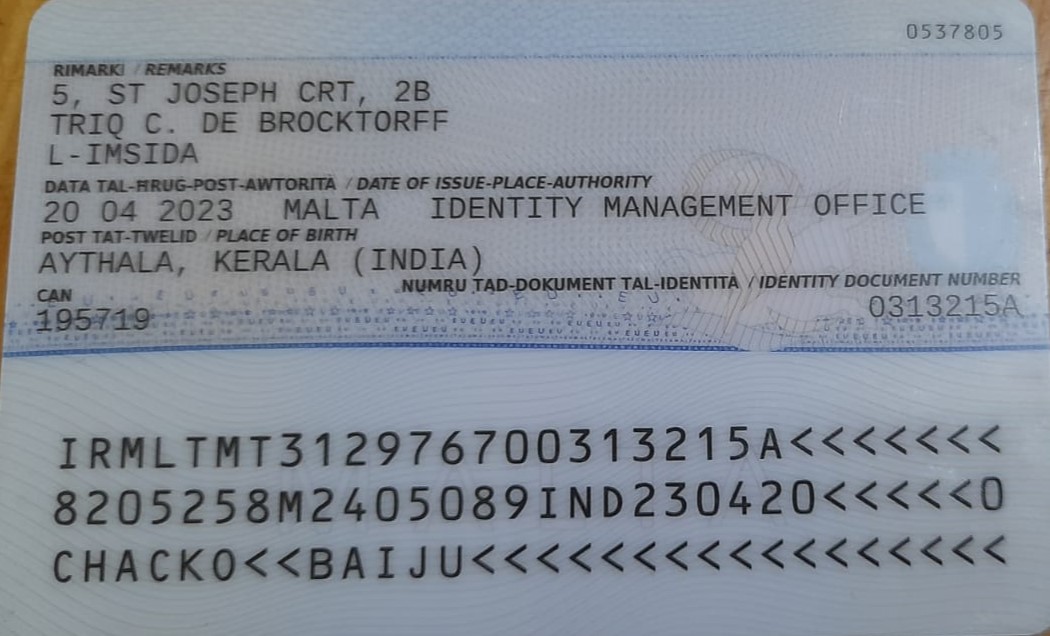 0537805
RIMARKI / REMARKS
5, ST JOSEPH CRT, 2B
TRIQ C. DE BROCKTORFF
L-IMSIDA
DATA TAL-ĦRUG-POST-AWTORITA / DATE OF ISSUE-PLACE-AUTHORITY
20 04 2023 MALTA IDENTITY MANAGEMENT OFFICE
POST TAT-TWELID / PLACE OF BIRTH
AYTHALA, KERALA (INDIA)
NUMRU TAD-DOKUMENT TAL-IDENTITA / IDENTITY DOCUMENT NUMBER
CAN
195719 0313215A
IRMLTMT312976700313215A<<<<<<<
8205258M2405089IND230420<<<<<0
CHACKO<<BAIJU<<<<<<<<<<<<<<<<<